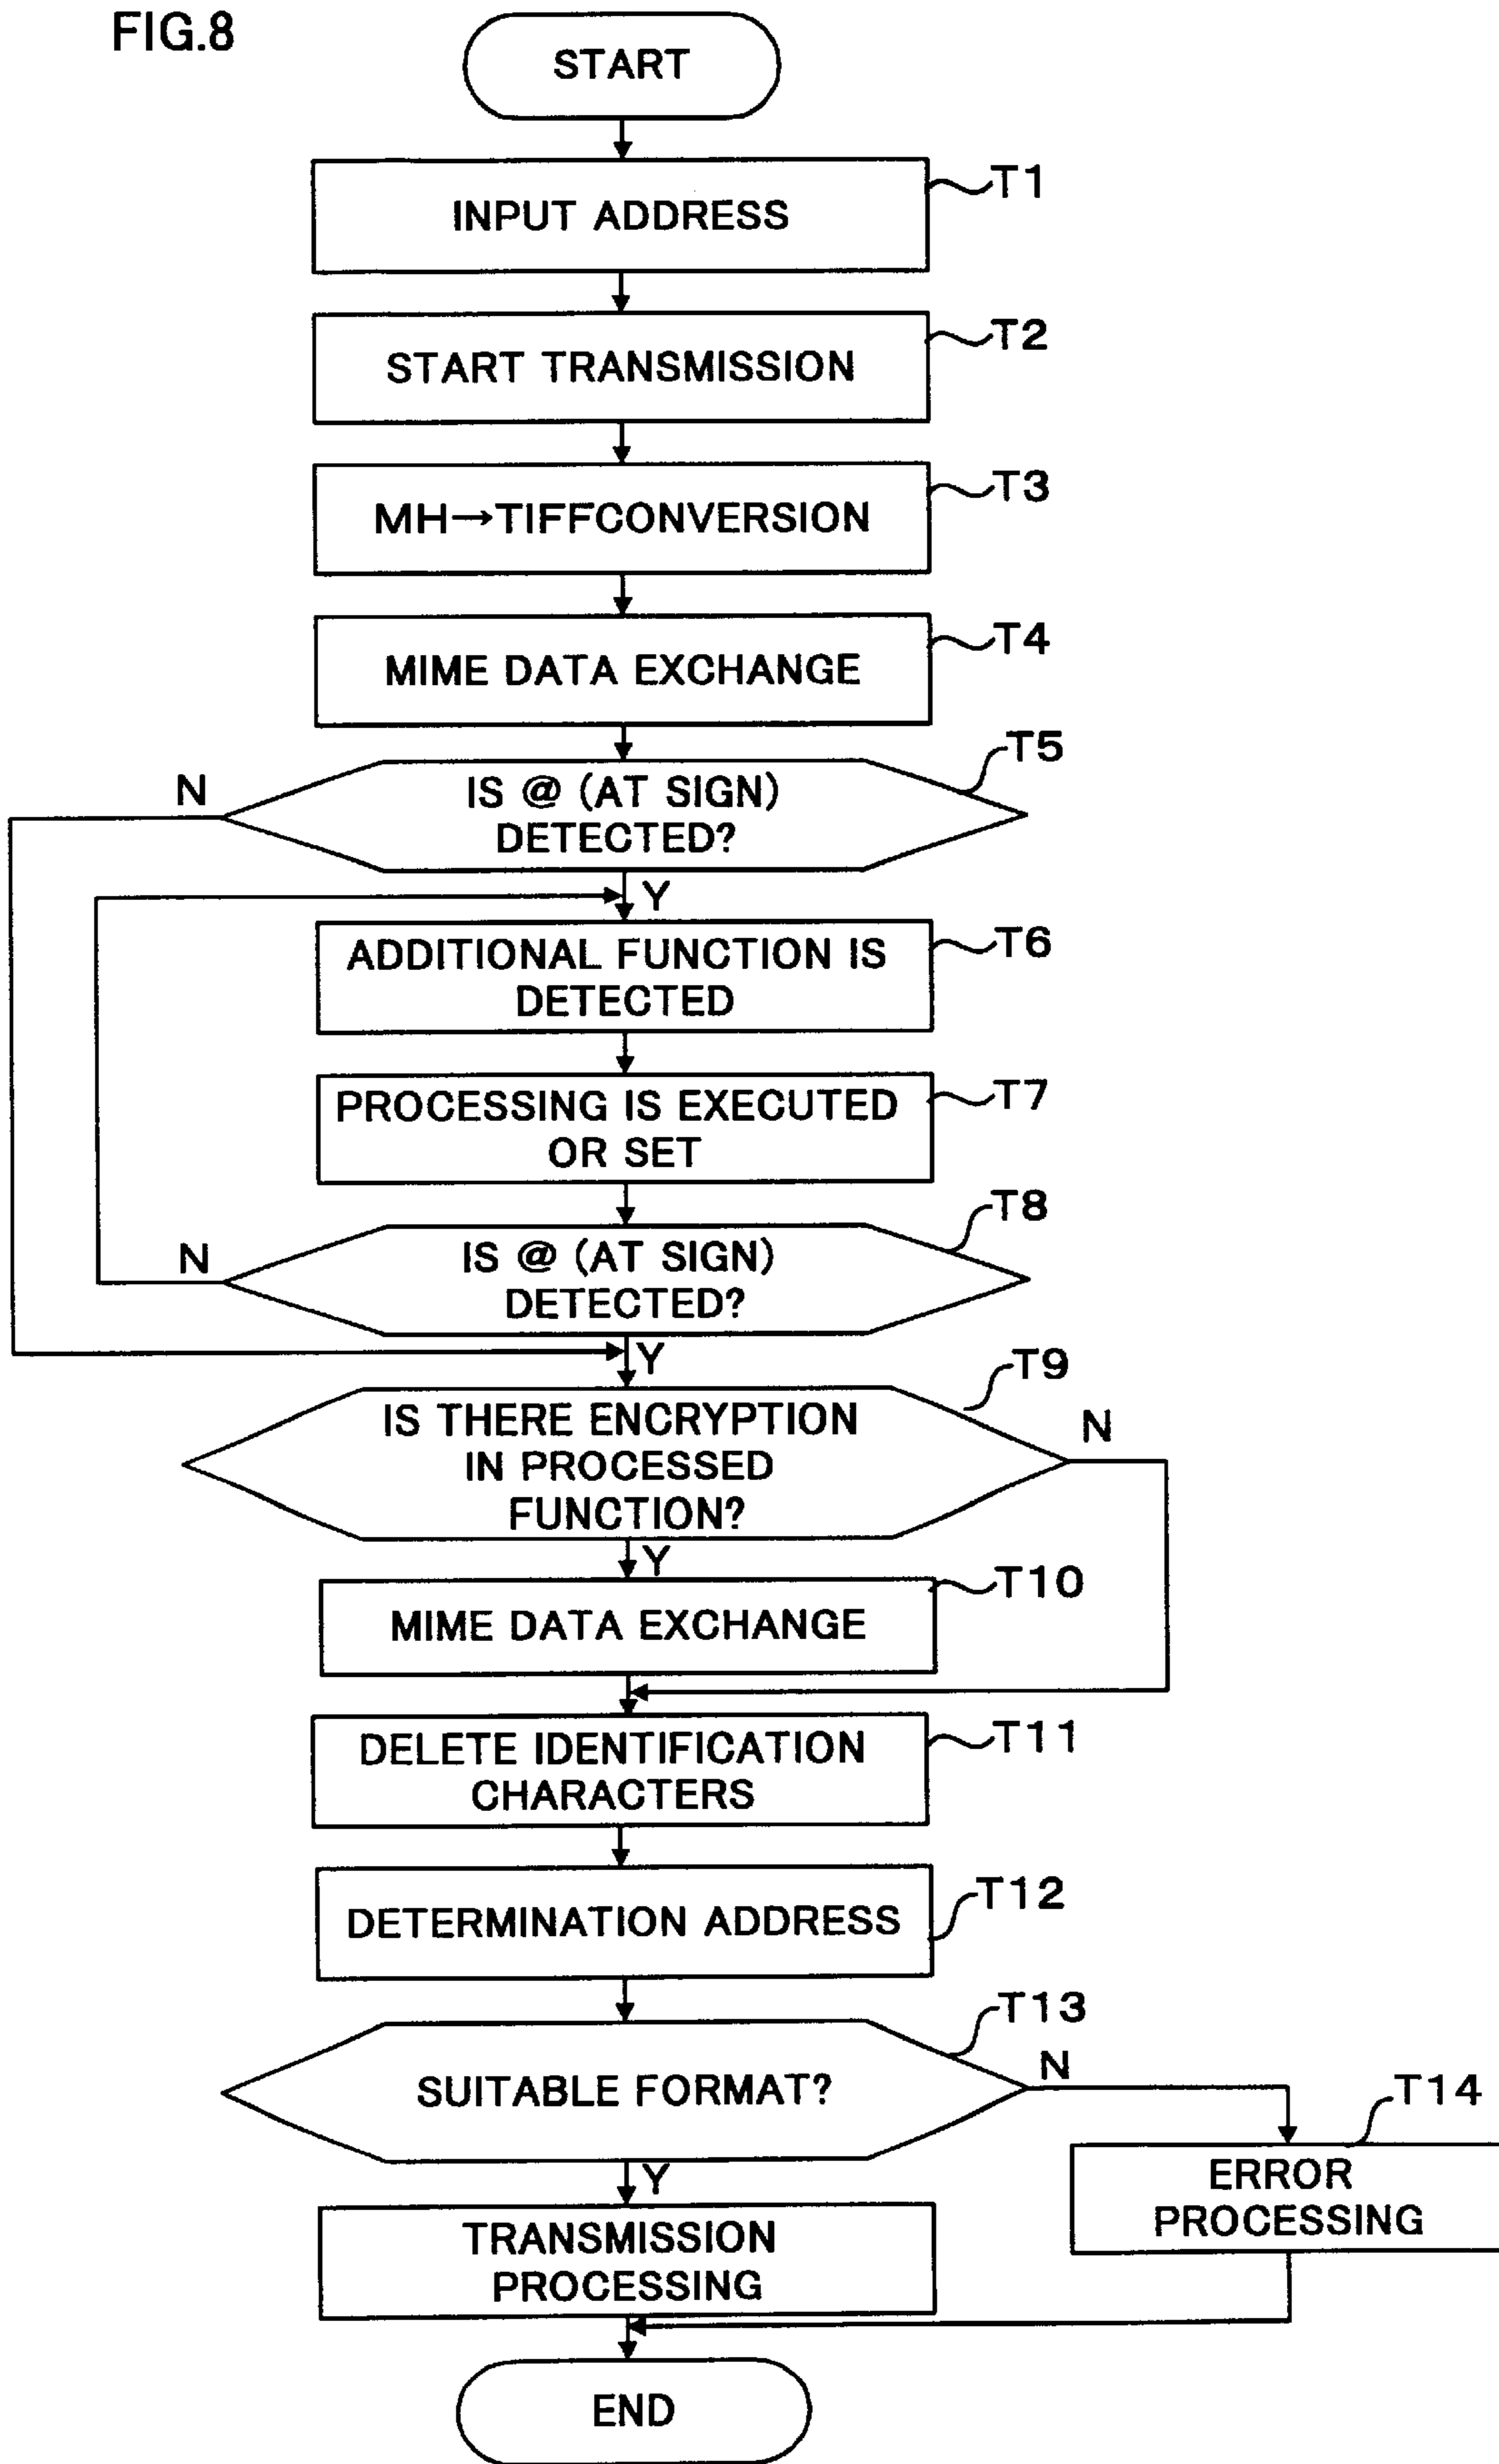 FIG.8
START
T1
INPUT ADDRESS
T2
START TRANSMISSION
T3
MH→TIFFCONVERSION
T4
MIME DATA EXCHANGE
T5
N
IS @ (AT SIGN)
DETECTED?
Y
T6
ADDITIONAL FUNCTION IS
DETECTED
T7
PROCESSING IS EXECUTED
OR SET
T8
N
IS @ (AT SIGN)
DETECTED?
Y
T9
IS THERE ENCRYPTION
IN PROCESSED
FUNCTION?
N
Y
T10
MIME DATA EXCHANGE
T11
DELETE IDENTIFICATION
CHARACTERS
T12
DETERMINATION ADDRESS
T13
SUITABLE FORMAT?
N
T14
Y
ERROR
PROCESSING
TRANSMISSION
PROCESSING
END